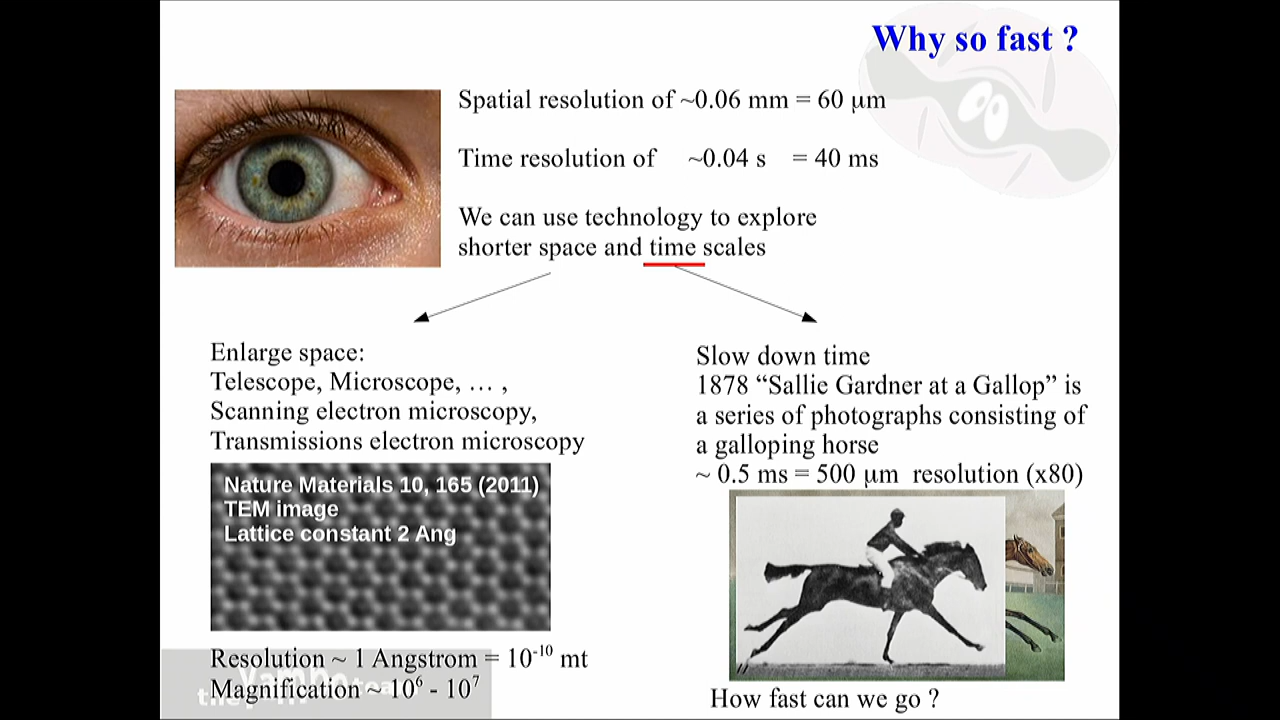 Why so fast ?
Spatial resolution of ~0.06 mm = 60 μm
Time resolution of ~0.04 s = 40 ms
We can use technology to explore
shorter space and time scales
Enlarge space:
Telescope, Microscope, … ,
Scanning electron microscopy,
Transmissions electron microscopy
Nature Materials 10, 165 (2011)
TEM image
Lattice constant 2 Ang
Resolution ~ 1 Angstrom = 10⁻¹⁰ mt
Magnification ~ 10⁶ - 10⁷
Slow down time
1878 “Sallie Gardner at a Gallop” is
a series of photographs consisting of
a galloping horse
~ 0.5 ms = 500 μm resolution (x80)
How fast can we go ?